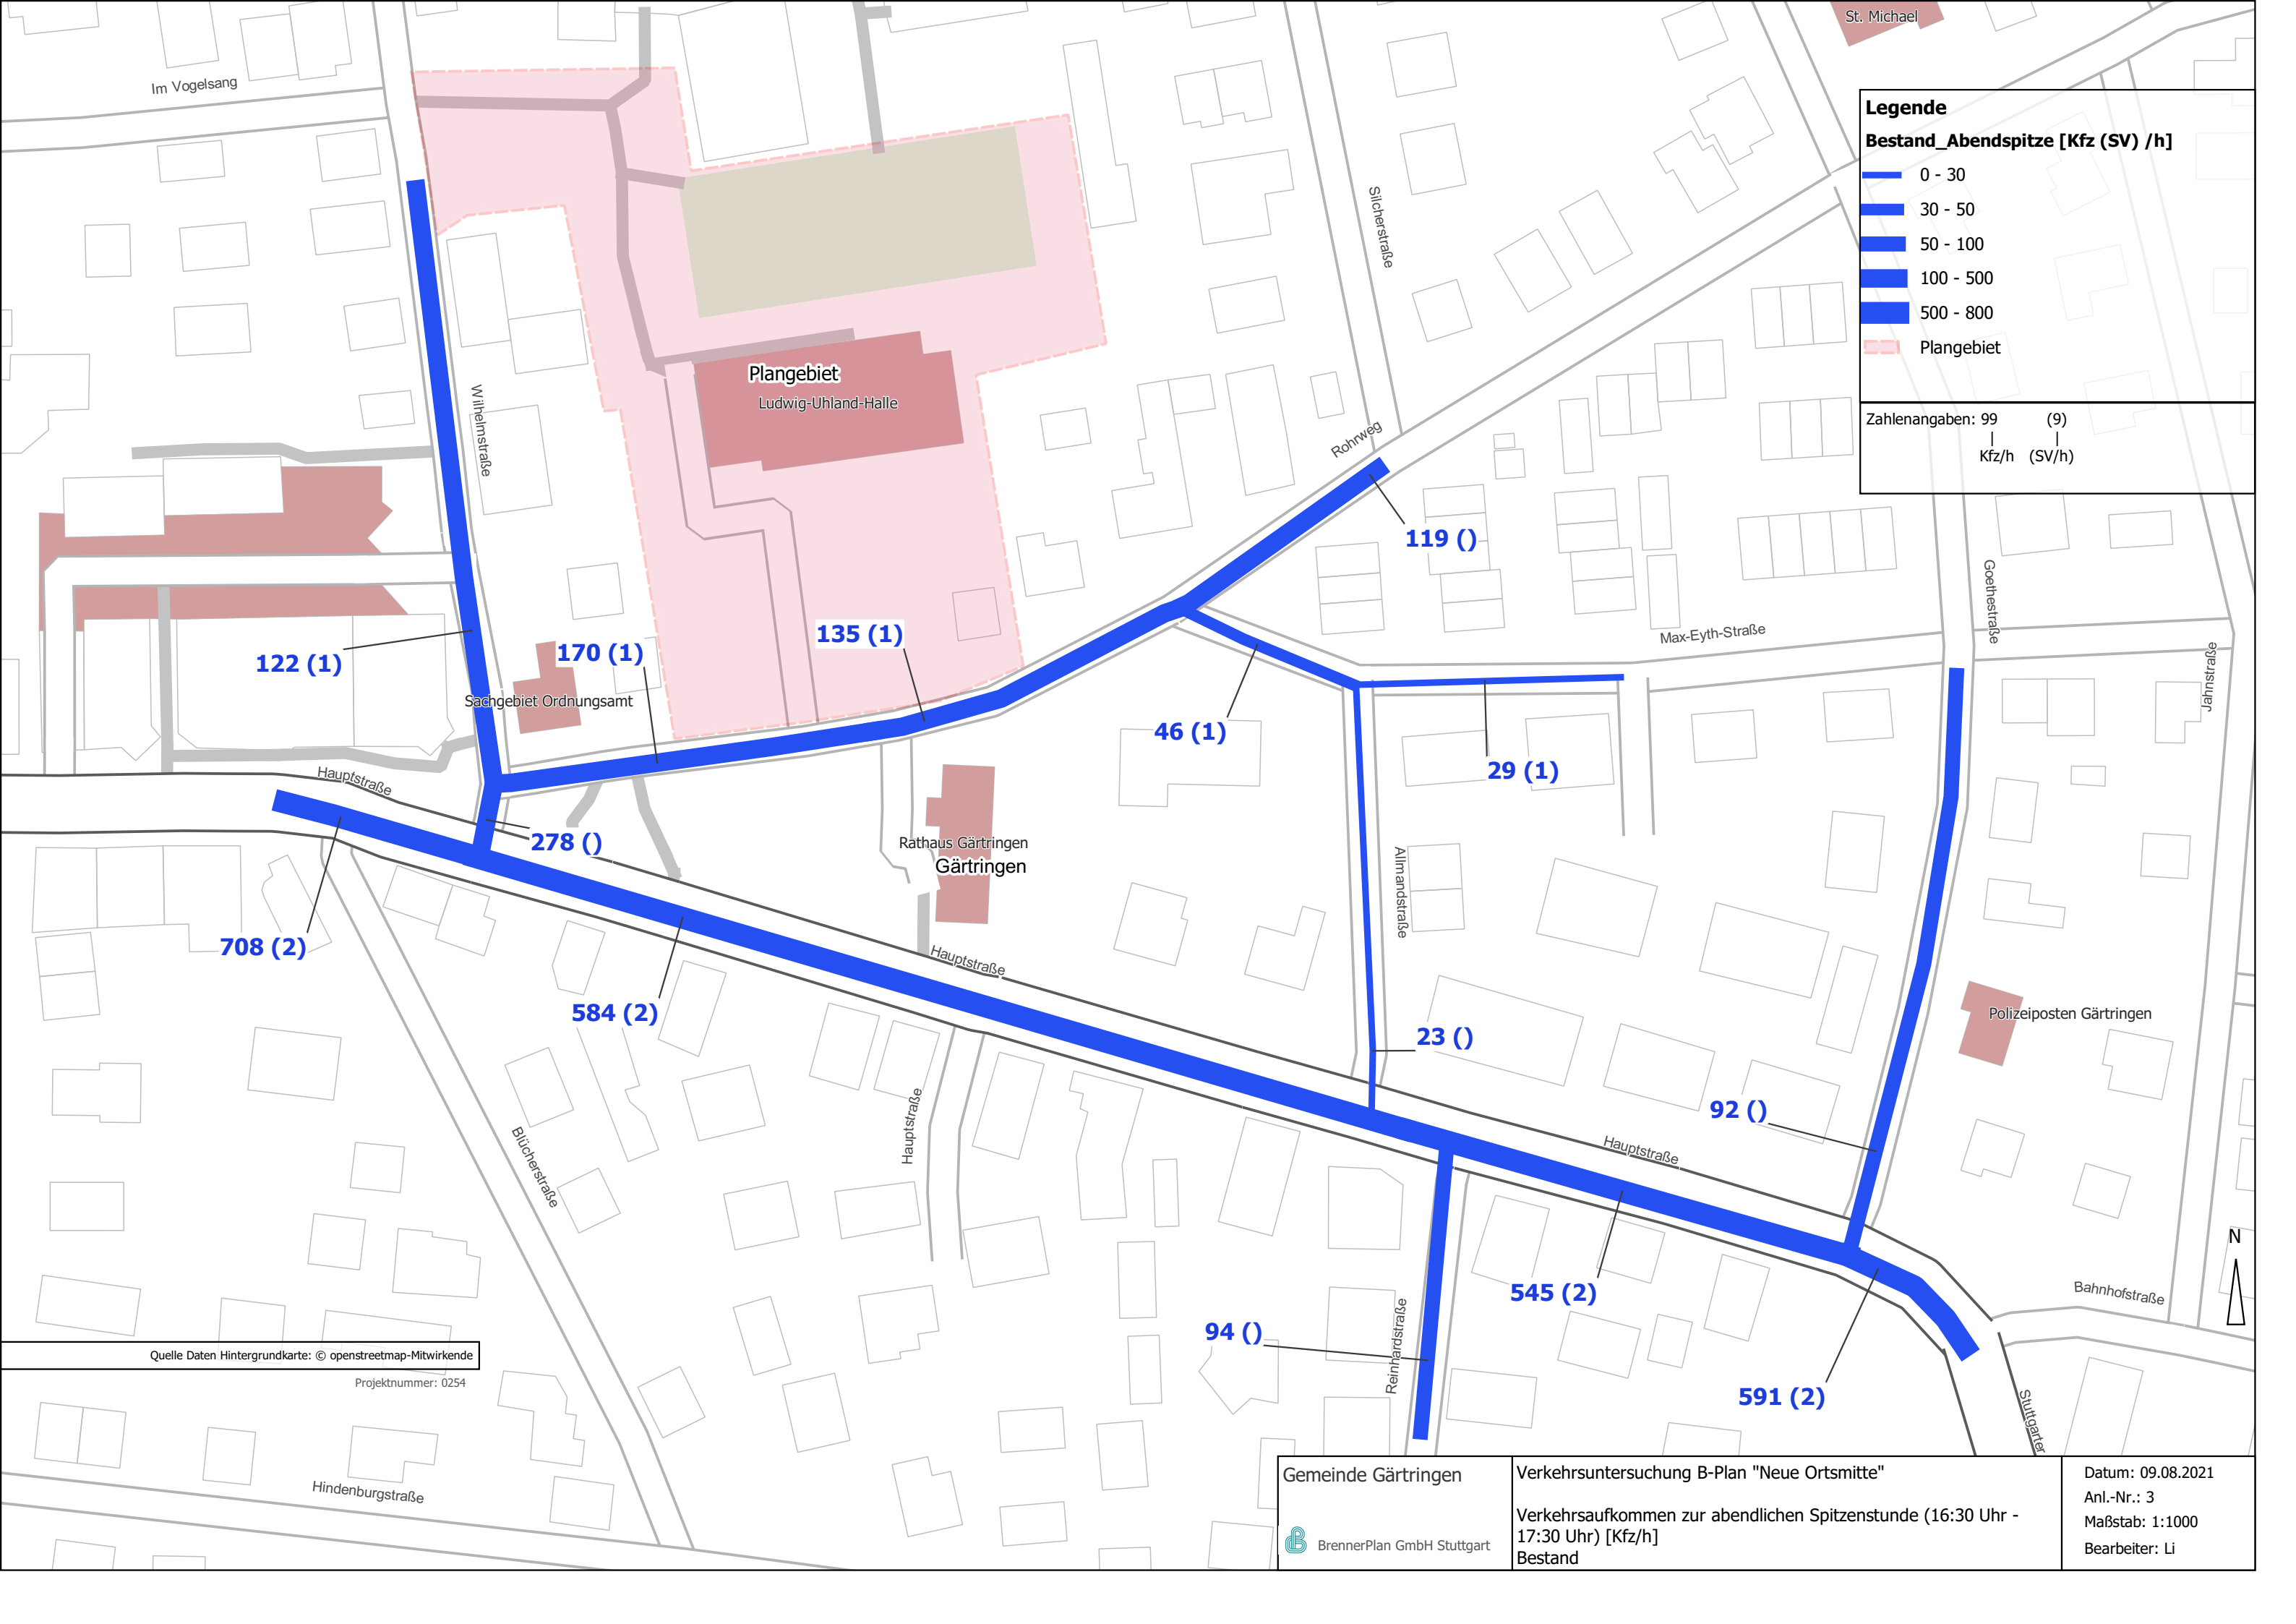 St. Michael
Im Vogelsang
Legende
Bestand_Abendspitze [Kfz (SV) /h]
0 - 30
30 - 50
50 - 100
100 - 500
500 - 800
Plangebiet
Zahlenangaben: 99 (9)
Kfz/h (SV/h)
Silcherstraße
Wilhelmstraße
Plangebiet
Ludwig-Uhland-Halle
Rohrweg
119 ()
Goethestraße
Max-Eyth-Straße
Jahnstraße
122 (1)
170 (1)
135 (1)
Sachgebiet Ordnungsamt
46 (1)
29 (1)
Hauptstraße
278 ()
Rathaus Gärtringen
Gärtringen
Allmandstraße
708 (2)
584 (2)
Hauptstraße
23 ()
Polizeiposten Gärtringen
92 ()
Hauptstraße
Blücherstraße
Hauptstraße
545 (2)
94 ()
Reinhardstraße
591 (2)
N
Bahnhofstraße
Stuttgarter
Quelle Daten Hintergrundkarte: © openstreetmap-Mitwirkende
Projektnummer: 0254
Hindenburgstraße
Gemeinde Gärtringen
BrennerPlan GmbH Stuttgart
Verkehrsuntersuchung B-Plan "Neue Ortsmitte"
Verkehrsaufkommen zur abendlichen Spitzenstunde (16:30 Uhr -
17:30 Uhr) [Kfz/h]
Bestand
Datum: 09.08.2021
Anl.-Nr.: 3
Maßstab: 1:1000
Bearbeiter: Li